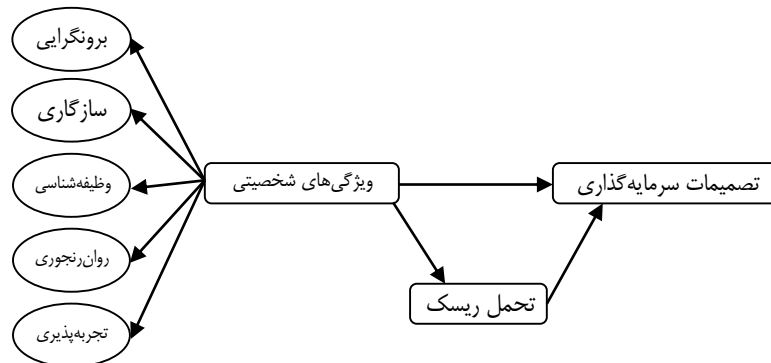 برونگرایی
سازگاری
وظیفه‌شناسی
روان‌رنجوری
تجربه‌پذیری
ویژگی‌های شخصیتی
تصمیمات سرمایه‌گذاری
تحمل ریسک